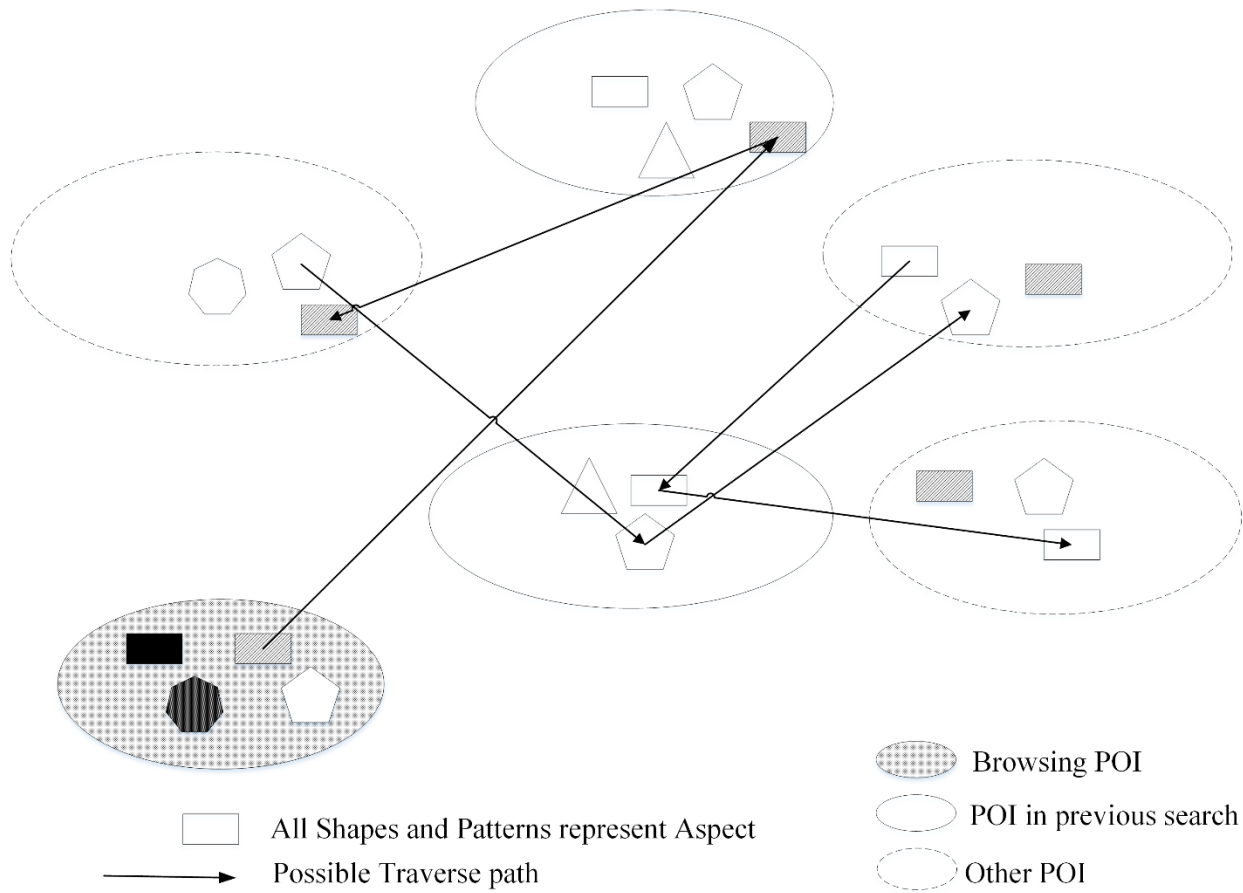 Browsing POI
All Shapes and Patterns represent Aspect
POI in previous search
Possible Traverse path
Other POI